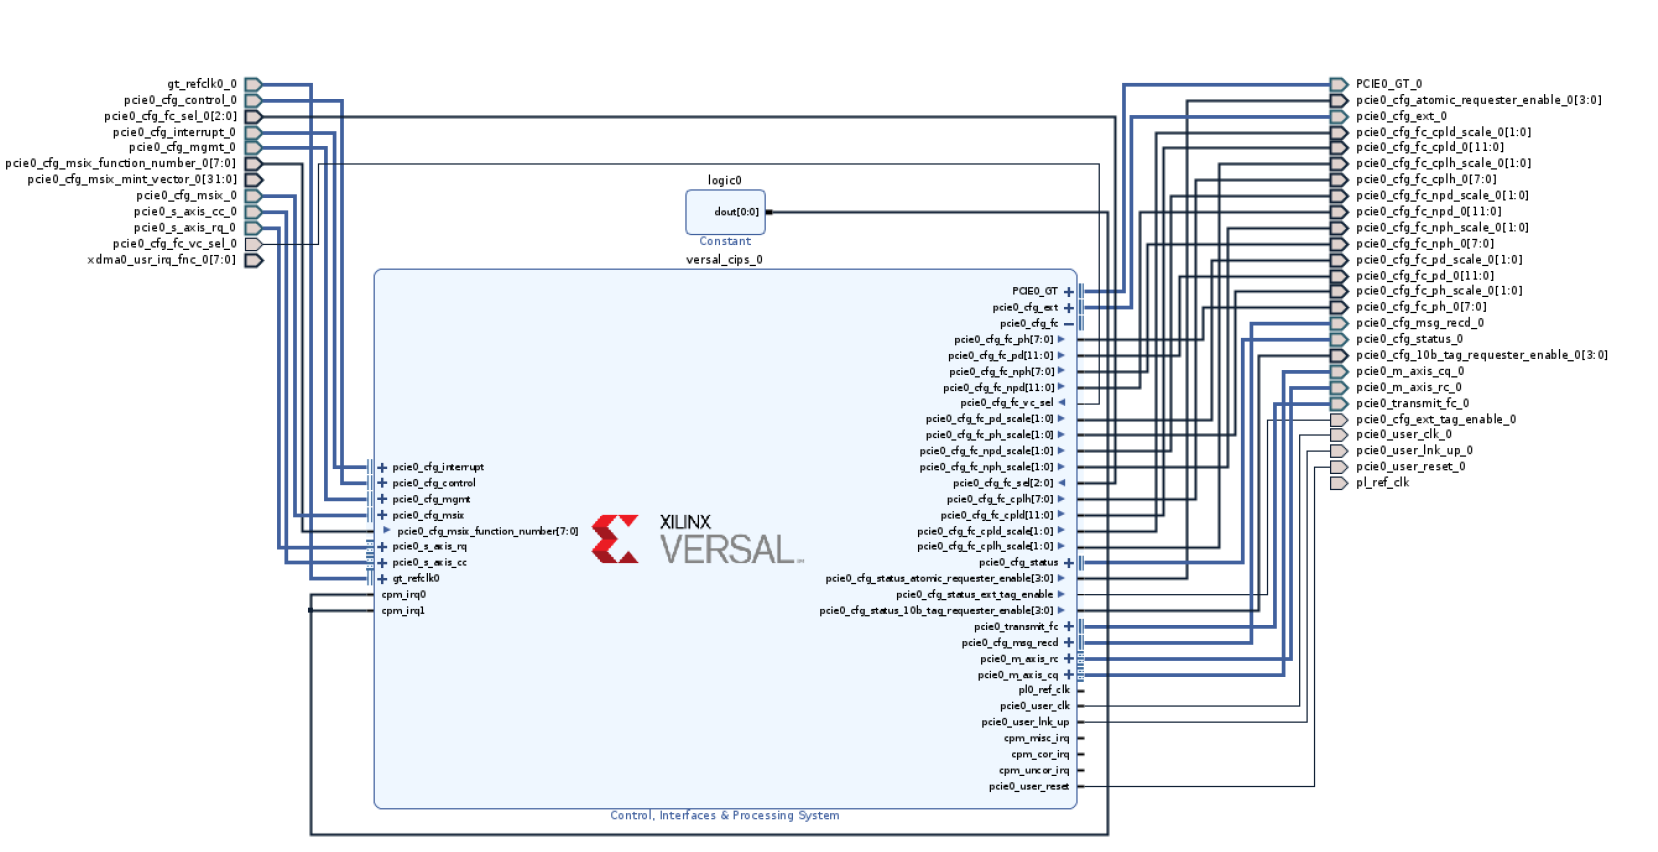 gt_refclk0_0
pcie0_cfg_control_0
pcie0_cfg_fc_sel_0[2:0]
pcie0_cfg_interrupt_0
pcie0_cfg_mgmt_0
pcie0_cfg_msix_function_number_0[7:0]
pcie0_cfg_msix_mint_vector_0[31:0]
pcie0_cfg_msix_0
pcie0_s_axis_cc_0
pcie0_s_axis_rq_0
pcie0_cfg_fc_vc_sel_0
xdma0_usr_irq_fnc_0[7:0]
logic0
dout[0:0]
Constant
versal_cips_0
pcie0_cfg_interrupt
pcie0_cfg_control
pcie0_cfg_mgmt
pcie0_cfg_msix
pcie0_cfg_msix_function_number[7:0]
pcie0_s_axis_rq
pcie0_s_axis_cc
gt_refclk0
cpm_irq0
cpm_irq1
XILINX
VERSAL
PCIE0_GT
pcie0_cfg_ext
pcie0_cfg_fc
pcie0_cfg_fc_ph[7:0]
pcie0_cfg_fc_pd[11:0]
pcie0_cfg_fc_nph[7:0]
pcie0_cfg_fc_npd[11:0]
pcie0_cfg_fc_vc_sel
pcie0_cfg_fc_pd_scale[1:0]
pcie0_cfg_fc_ph_scale[1:0]
pcie0_cfg_fc_npd_scale[1:0]
pcie0_cfg_fc_nph_scale[1:0]
pcie0_cfg_fc_sel[2:0]
pcie0_cfg_fc_cplh[7:0]
pcie0_cfg_fc_cpld[11:0]
pcie0_cfg_fc_cpld_scale[1:0]
pcie0_cfg_fc_cplh_scale[1:0]
pcie0_cfg_status
pcie0_cfg_status_atomic_requester_enable[3:0]
pcie0_cfg_status_ext_tag_enable
pcie0_cfg_status_10b_tag_requester_enable[3:0]
pcie0_transmit_fc
pcie0_cfg_msg_recd
pcie0_m_axis_rc
pcie0_m_axis_cq
pl0_ref_clk
pcie0_user_clk
pcie0_user_lnk_up
cpm_misc_irq
cpm_cor_irq
cpm_uncor_irq
pcie0_user_reset
Control, Interfaces & Processing System
PCIE0_GT_0
pcie0_cfg_atomic_requester_enable_0[3:0]
pcie0_cfg_ext_0
pcie0_cfg_fc_cpld_scale_0[1:0]
pcie0_cfg_fc_cpld_0[11:0]
pcie0_cfg_fc_cplh_scale_0[1:0]
pcie0_cfg_fc_cplh_0[7:0]
pcie0_cfg_fc_npd_scale_0[1:0]
pcie0_cfg_fc_npd_0[11:0]
pcie0_cfg_fc_nph_scale_0[1:0]
pcie0_cfg_fc_nph_0[7:0]
pcie0_cfg_fc_pd_scale_0[1:0]
pcie0_cfg_fc_pd_0[11:0]
pcie0_cfg_fc_ph_scale_0[1:0]
pcie0_cfg_fc_ph_0[7:0]
pcie0_cfg_msg_recd_0
pcie0_cfg_status_0
pcie0_cfg_10b_tag_requester_enable_0[3:0]
pcie0_m_axis_cq_0
pcie0_m_axis_rc_0
pcie0_transmit_fc_0
pcie0_cfg_ext_tag_enable_0
pcie0_user_clk_0
pcie0_user_lnk_up_0
pcie0_user_reset_0
pl_ref_clk